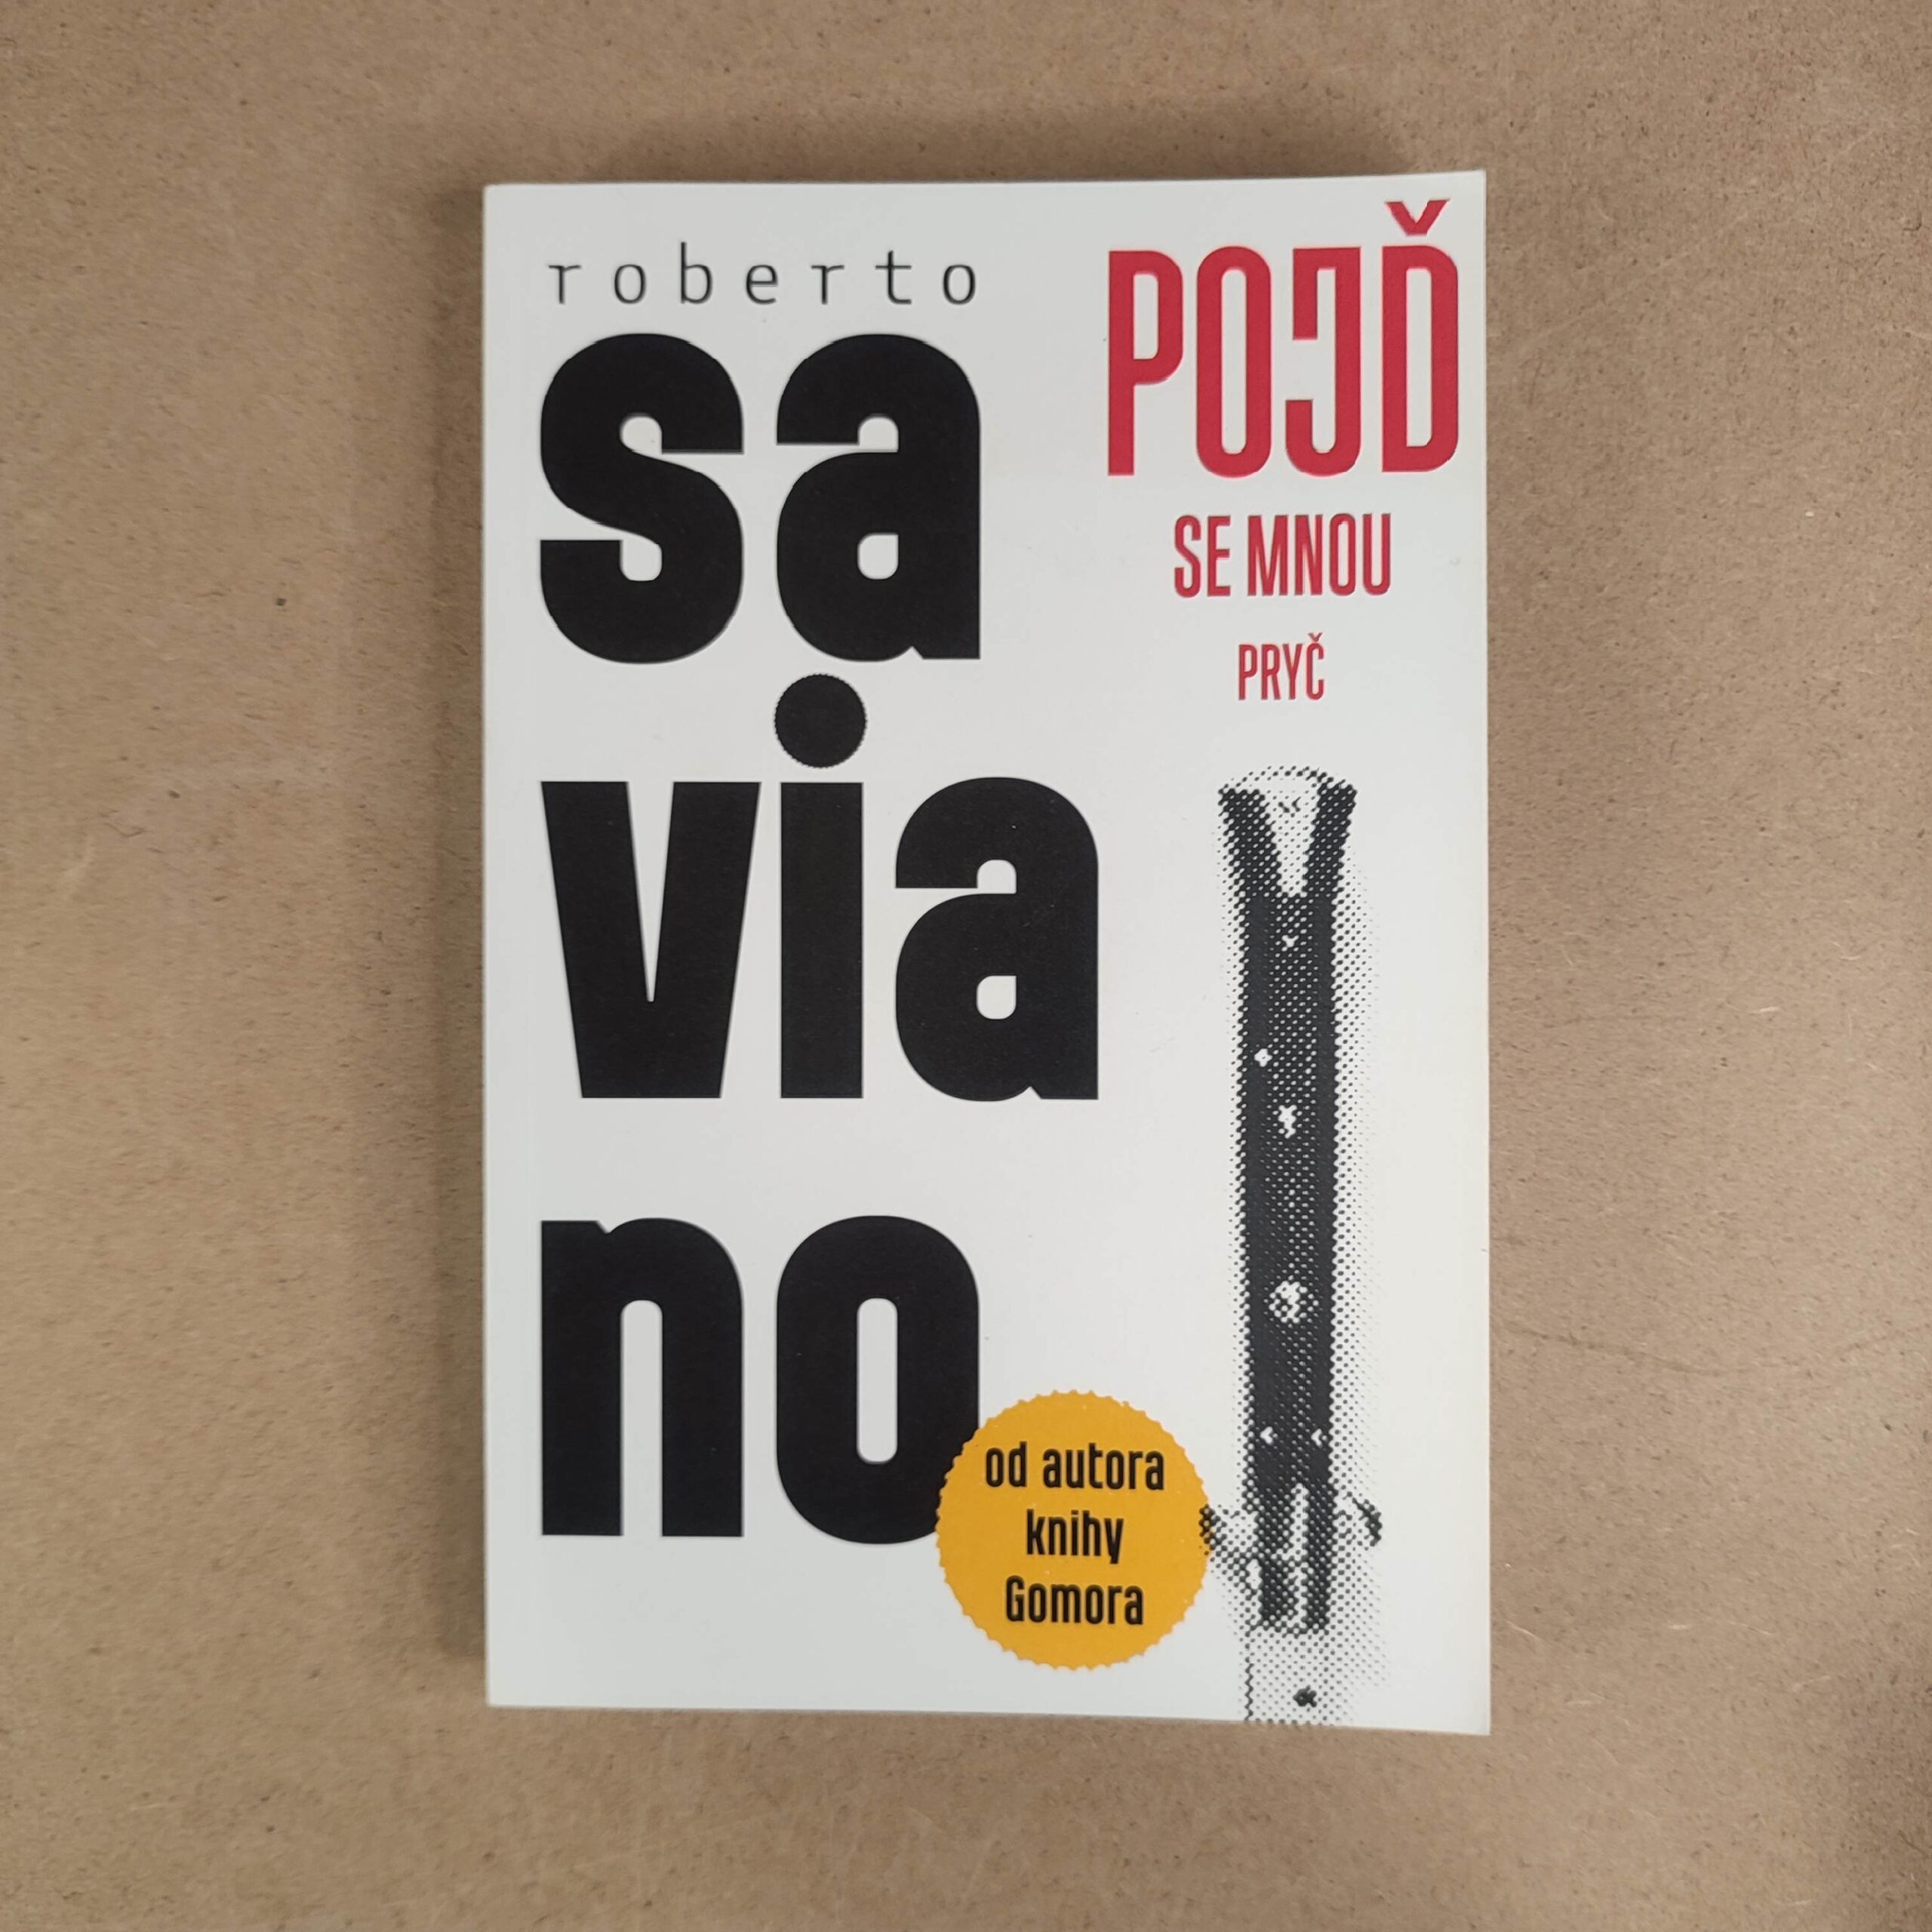 roberto
sa
via
no
POJĎ
SE MNOU
PRYČ
od autora
knihy
Gomora